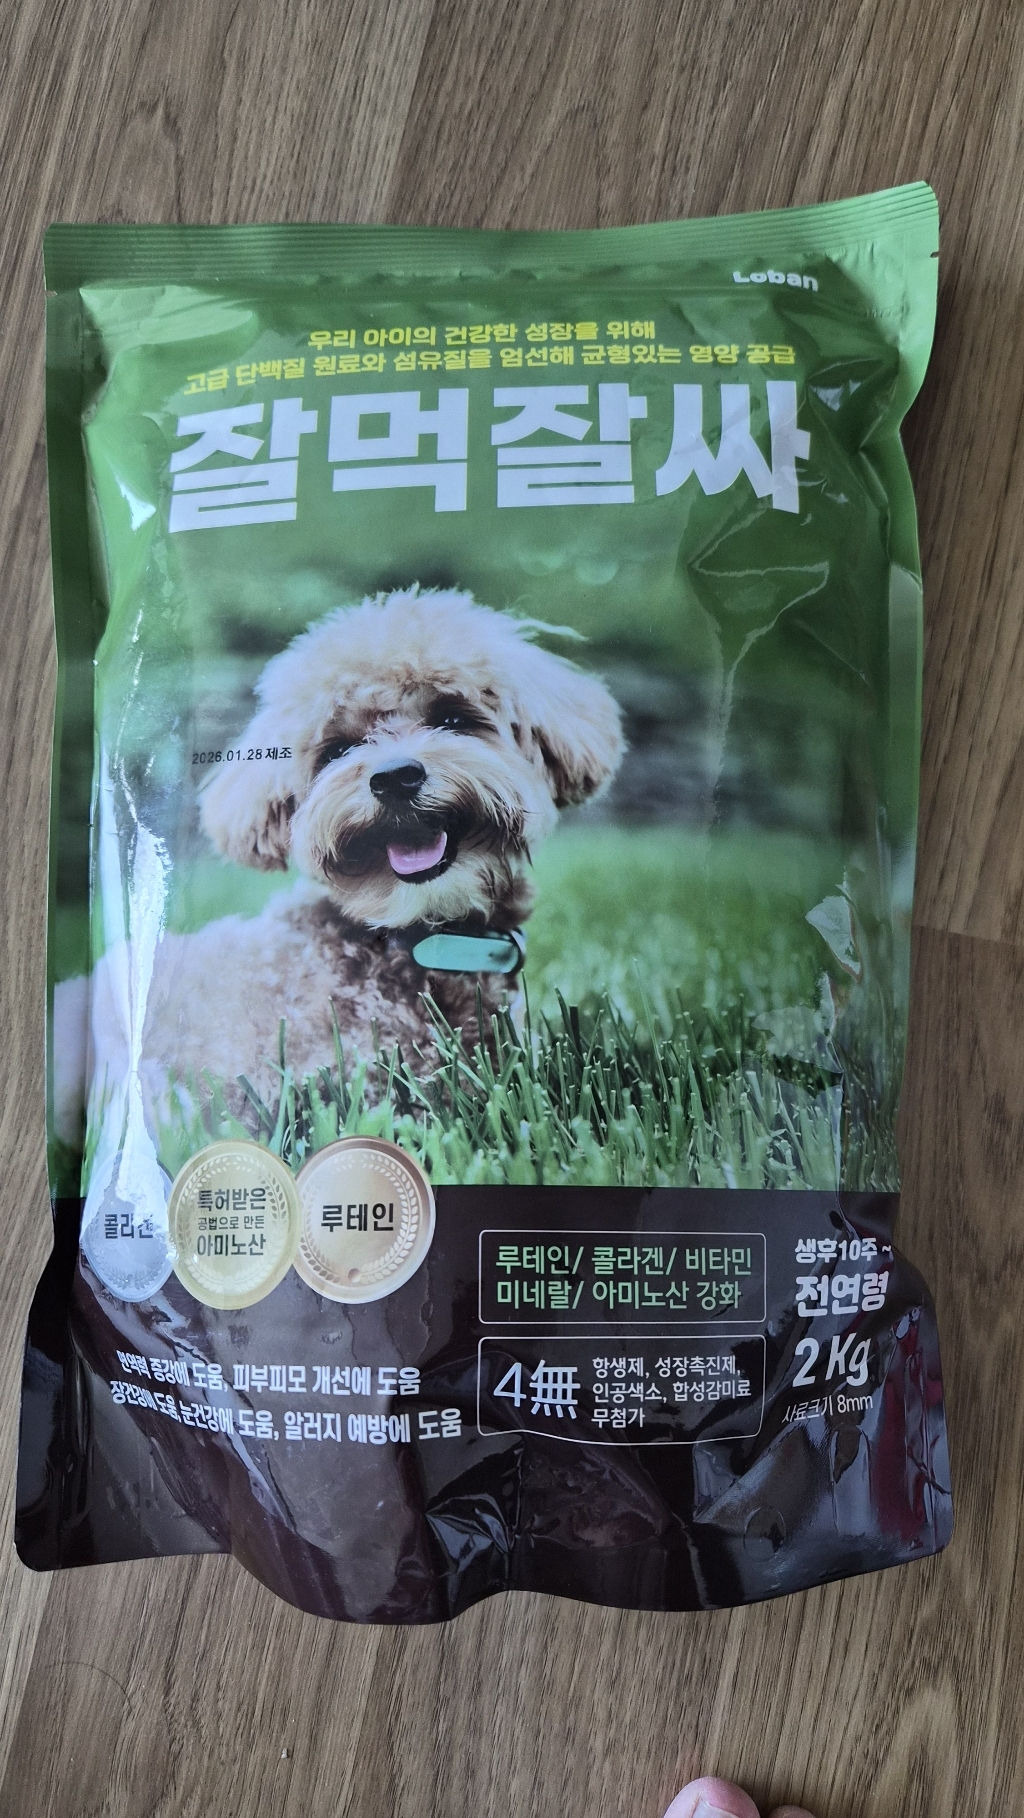 Loban
우리 아이의 건강한 성장을 위해
고급 단백질 원료와 섬유질을 엄선해 균형있는 영양 공급
잘먹잘싸
2026.01.28 제조
콜라겐
특허받은
공법으로 만든
아미노산
루테인
루테인/ 콜라겐/ 비타민
미네랄/ 아미노산 강화
생후10주~
전연령
2Kg
사료크기 8mm
4無
항생제, 성장촉진제,
인공색소, 합성감미료
무첨가
면역력 증강에 도움, 피부피모 개선에 도움
장건강에 도움, 눈건강에 도움, 알러지 예방에 도움